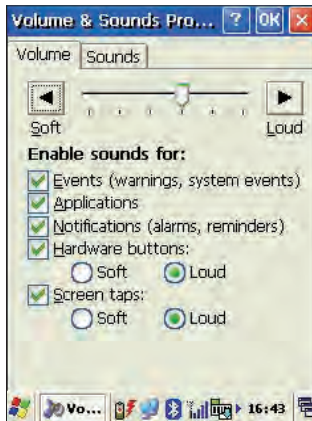 Volume & Sounds Pro... ? OK
Volume Sounds
Soft Loud
Enable sounds for:
Events (warnings, system events)
Applications
Notifications (alarms, reminders)
Hardware buttons:
Soft Loud
Screen taps:
Soft Loud
Vo... 16:43